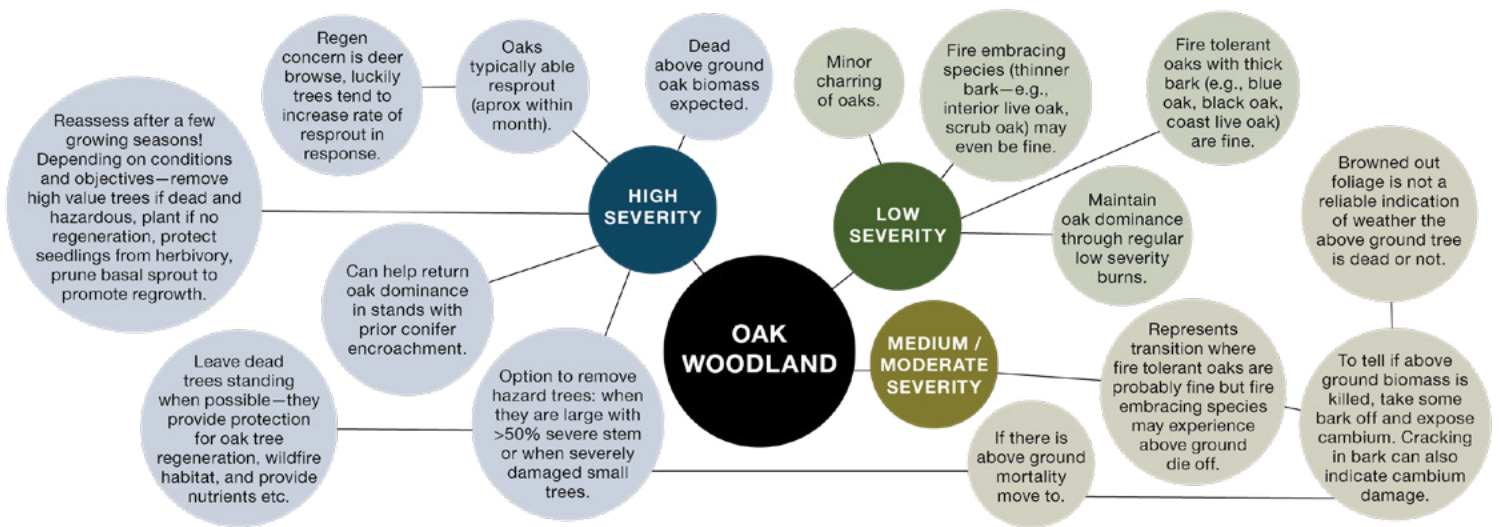 Regen
concern is deer
browse, luckily
trees tend to
increase rate of
resprout in
response.
Oaks
typically able
resprout
(aprox within
month).
Dead
above ground
oak biomass
expected.
Minor
charring
of oaks.
Fire embracing
species (thinner
bark—e.g.,
interior live oak,
scrub oak) may
even be fine.
Fire tolerant
oaks with thick
bark (e.g., blue
oak, black oak,
coast live oak)
are fine.
Reassess after a few
growing seasons!
Depending on conditions
and objectives—remove
high value trees if dead and
hazardous, plant if no
regeneration, protect
seedlings from herbivory,
prune basal sprout to
promote regrowth.
HIGH
SEVERITY
LOW
SEVERITY
Maintain
oak dominance
through regular
low severity
burns.
Browned out
foliage is not a
reliable indication
of weather the
above ground tree
is dead or not.
Can help return
oak dominance
in stands with
prior conifer
encroachment.
OAK
WOODLAND
MEDIUM /
MODERATE
SEVERITY
Represents
transition where
fire tolerant oaks are
probably fine but fire
embracing species
may experience
above ground
die off.
To tell if above
ground biomass is
killed, take some
bark off and expose
cambium. Cracking
in bark can also
indicate cambium
damage.
Leave dead
trees standing
when possible—they
provide protection
for oak tree
regeneration, wildfire
habitat, and provide
nutrients etc.
Option to remove
hazard trees: when
they are large with
>50% severe stem
or when severely
damaged small
trees.
If there is
above ground
mortality
move to.